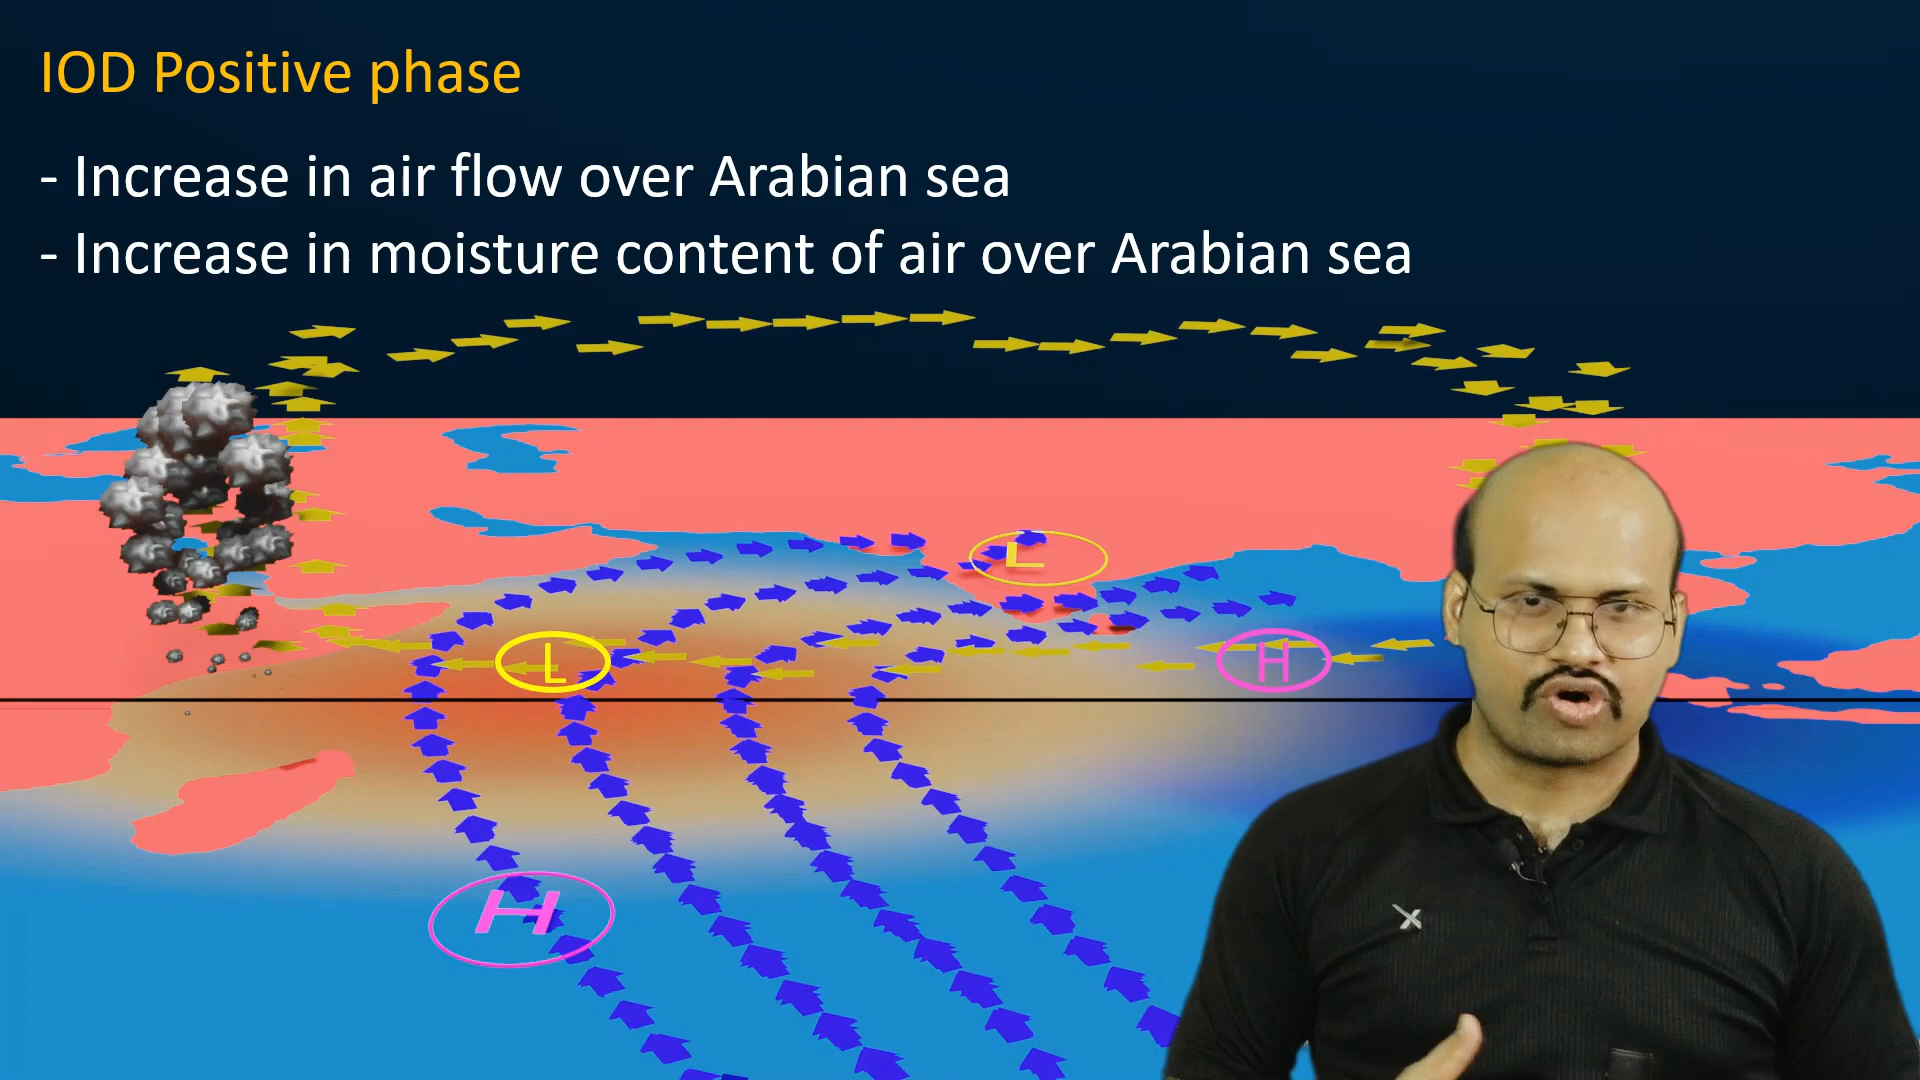 IOD Positive phase
- Increase in air flow over Arabian sea
- Increase in moisture content of air over Arabian sea
L
L
H
H